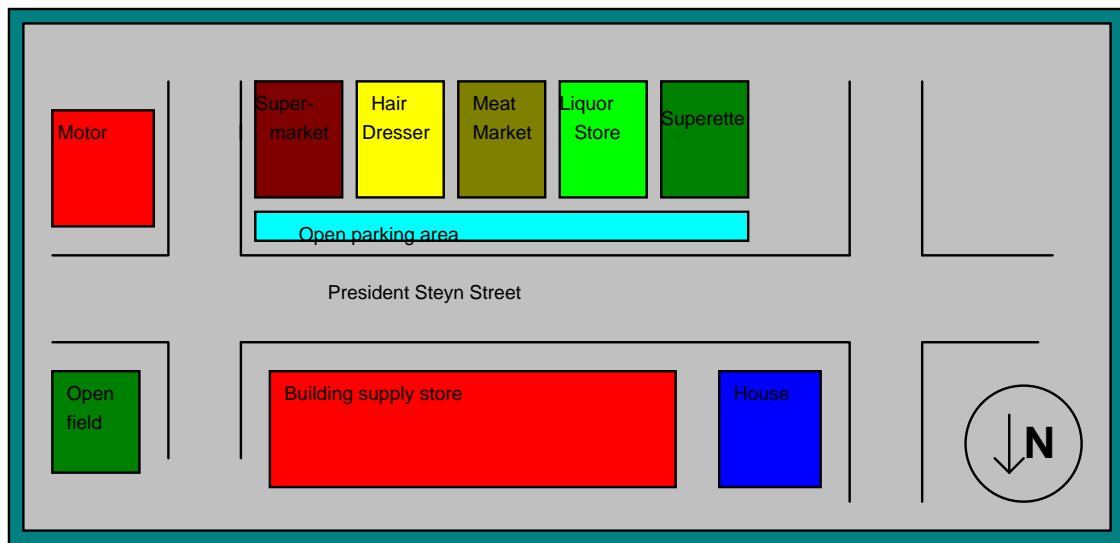 Motor
Super-
market
Hair
Dresser
Meat
Market
Liquor
Store
Superette
Open parking area
President Steyn Street
Open
field
Building supply store
House
N